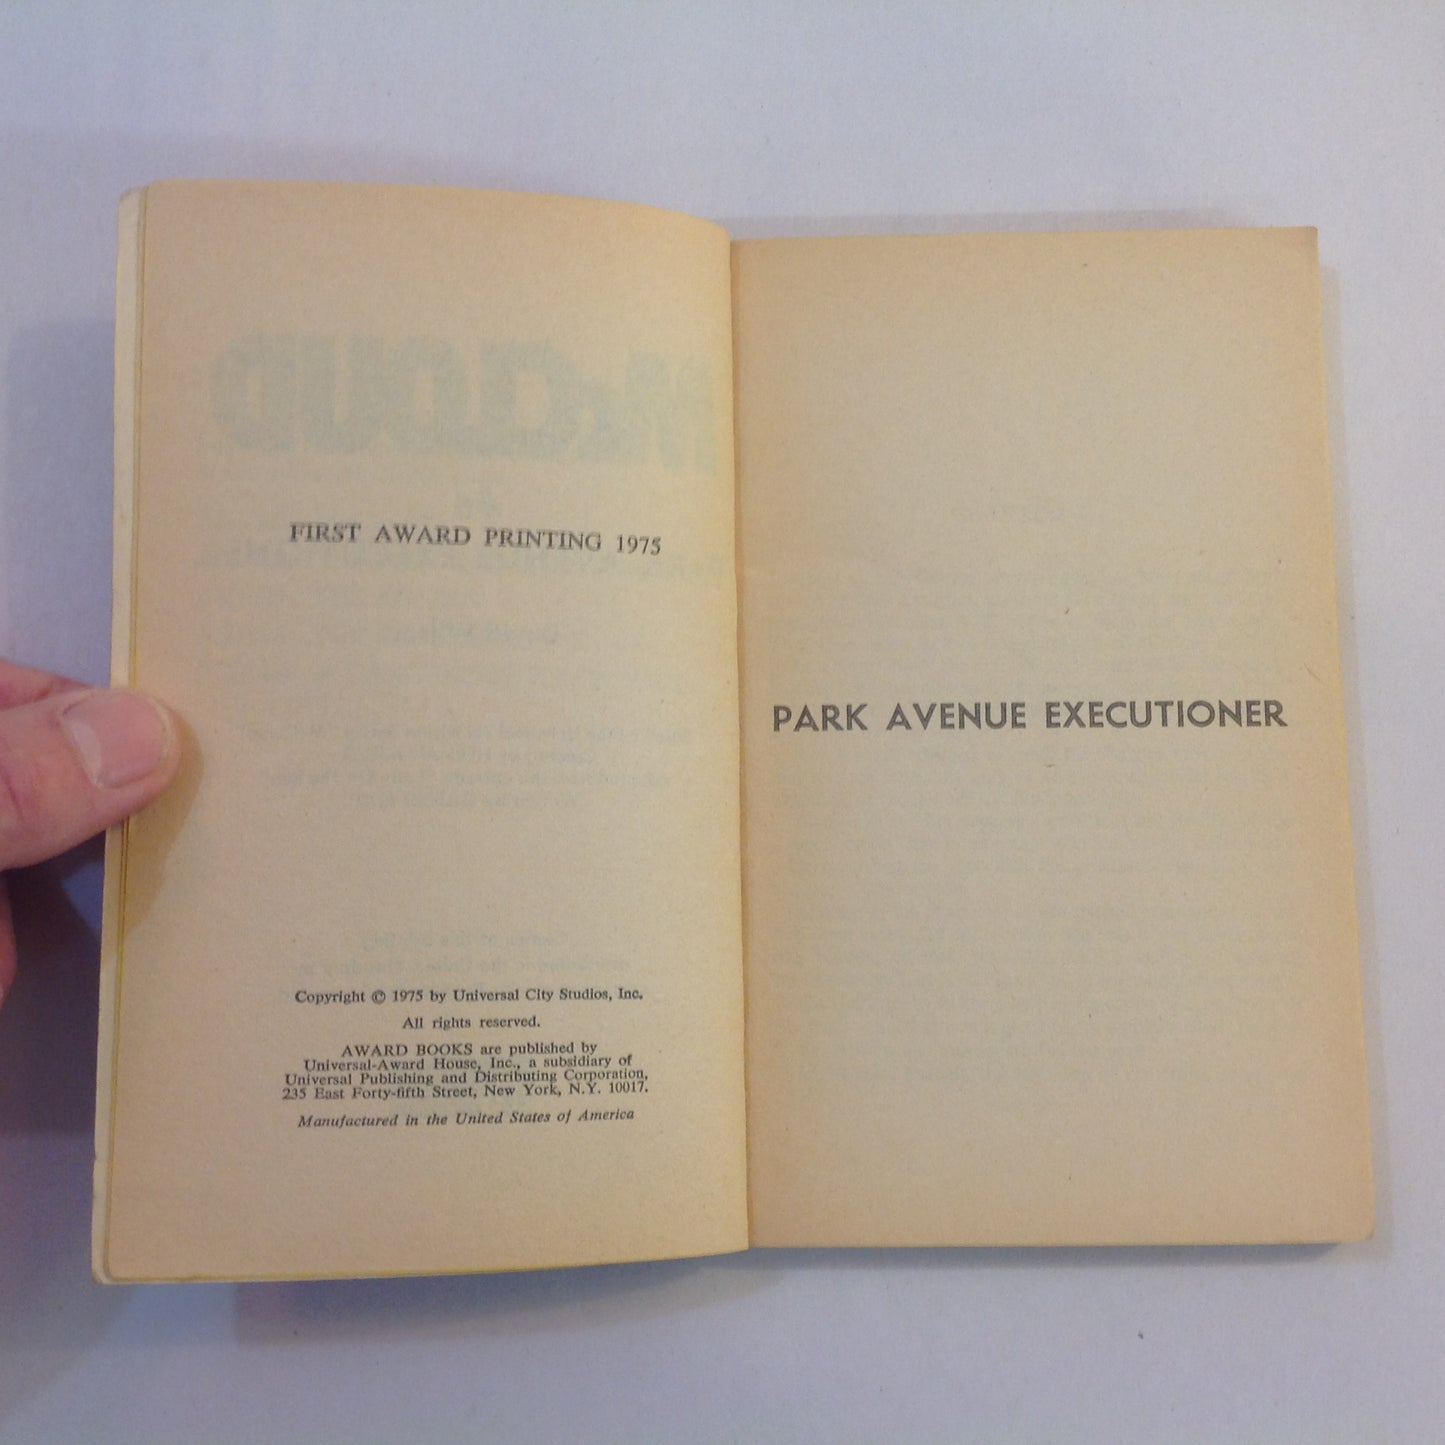 FIRST AWARD PRINTING 1975
Copyright © 1975 by Universal City Studios, Inc.
All rights reserved.
AWARD BOOKS are published by
Universal-Award House, Inc., a subsidiary of
Universal Publishing and Distributing Corporation,
235 East Forty-fifth Street, New York, N.Y. 10017.
Manufactured in the United States of America
PARK AVENUE EXECUTIONER